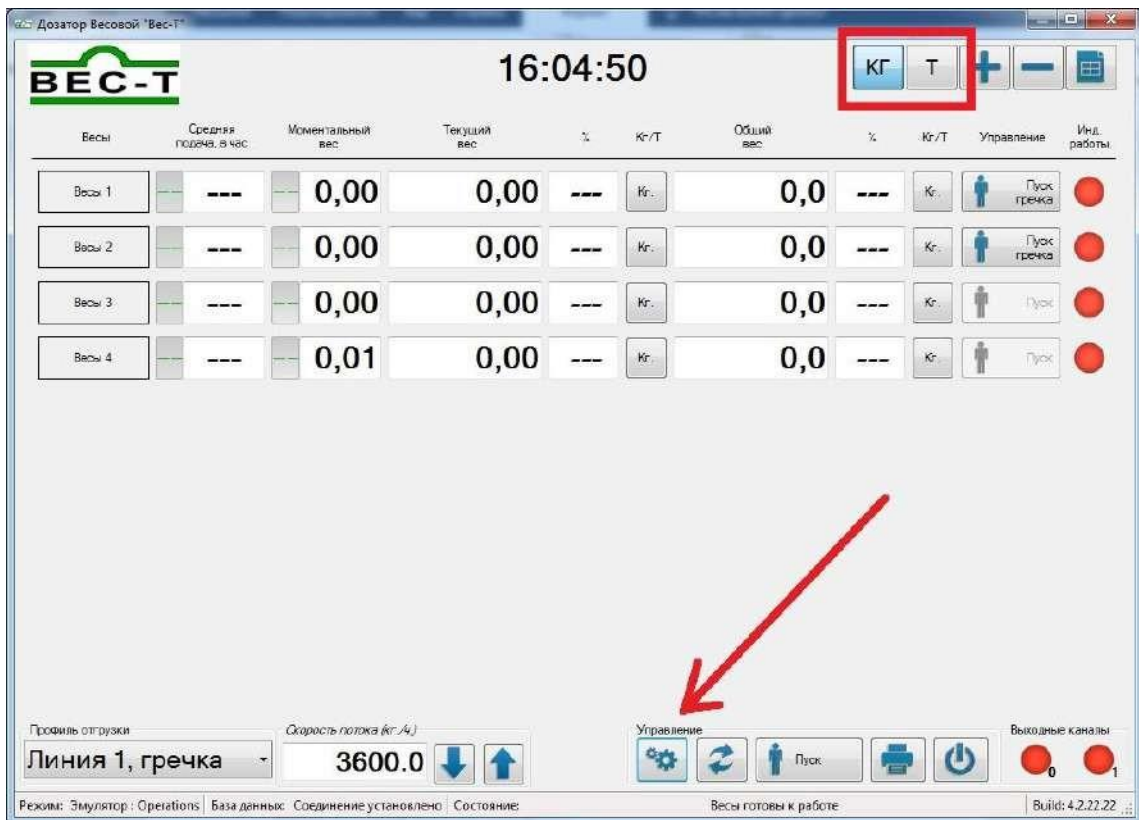 Дозатор Весовой "Вес-Т"
ВЕС-Т
16:04:50
КГ Т
Весы Средняя подача, в час Моментальный вес Текущий вес % Кг/Т Общий вес % Кг/Т Управление Инд. работы
Весы 1 --- 0,00 0,00 --- Кг. 0,0 --- Кг. Пуск гречка
Весы 2 --- 0,00 0,00 --- Кг. 0,0 --- Кг. Пуск гречка
Весы 3 --- 0,00 0,00 --- Кг. 0,0 --- Кг. Пуск
Весы 4 --- 0,01 0,00 --- Кг. 0,0 --- Кг. Пуск
Профиль отгрузки Скорость потока (кг./ч.) Управление Выходные каналы
Линия 1, гречка 3600.0 Пуск 0 1
Режим: Эмулятор : Operations База данных: Соединение установлено Состояние: Весы готовы к работе Build: 4.2.22.22